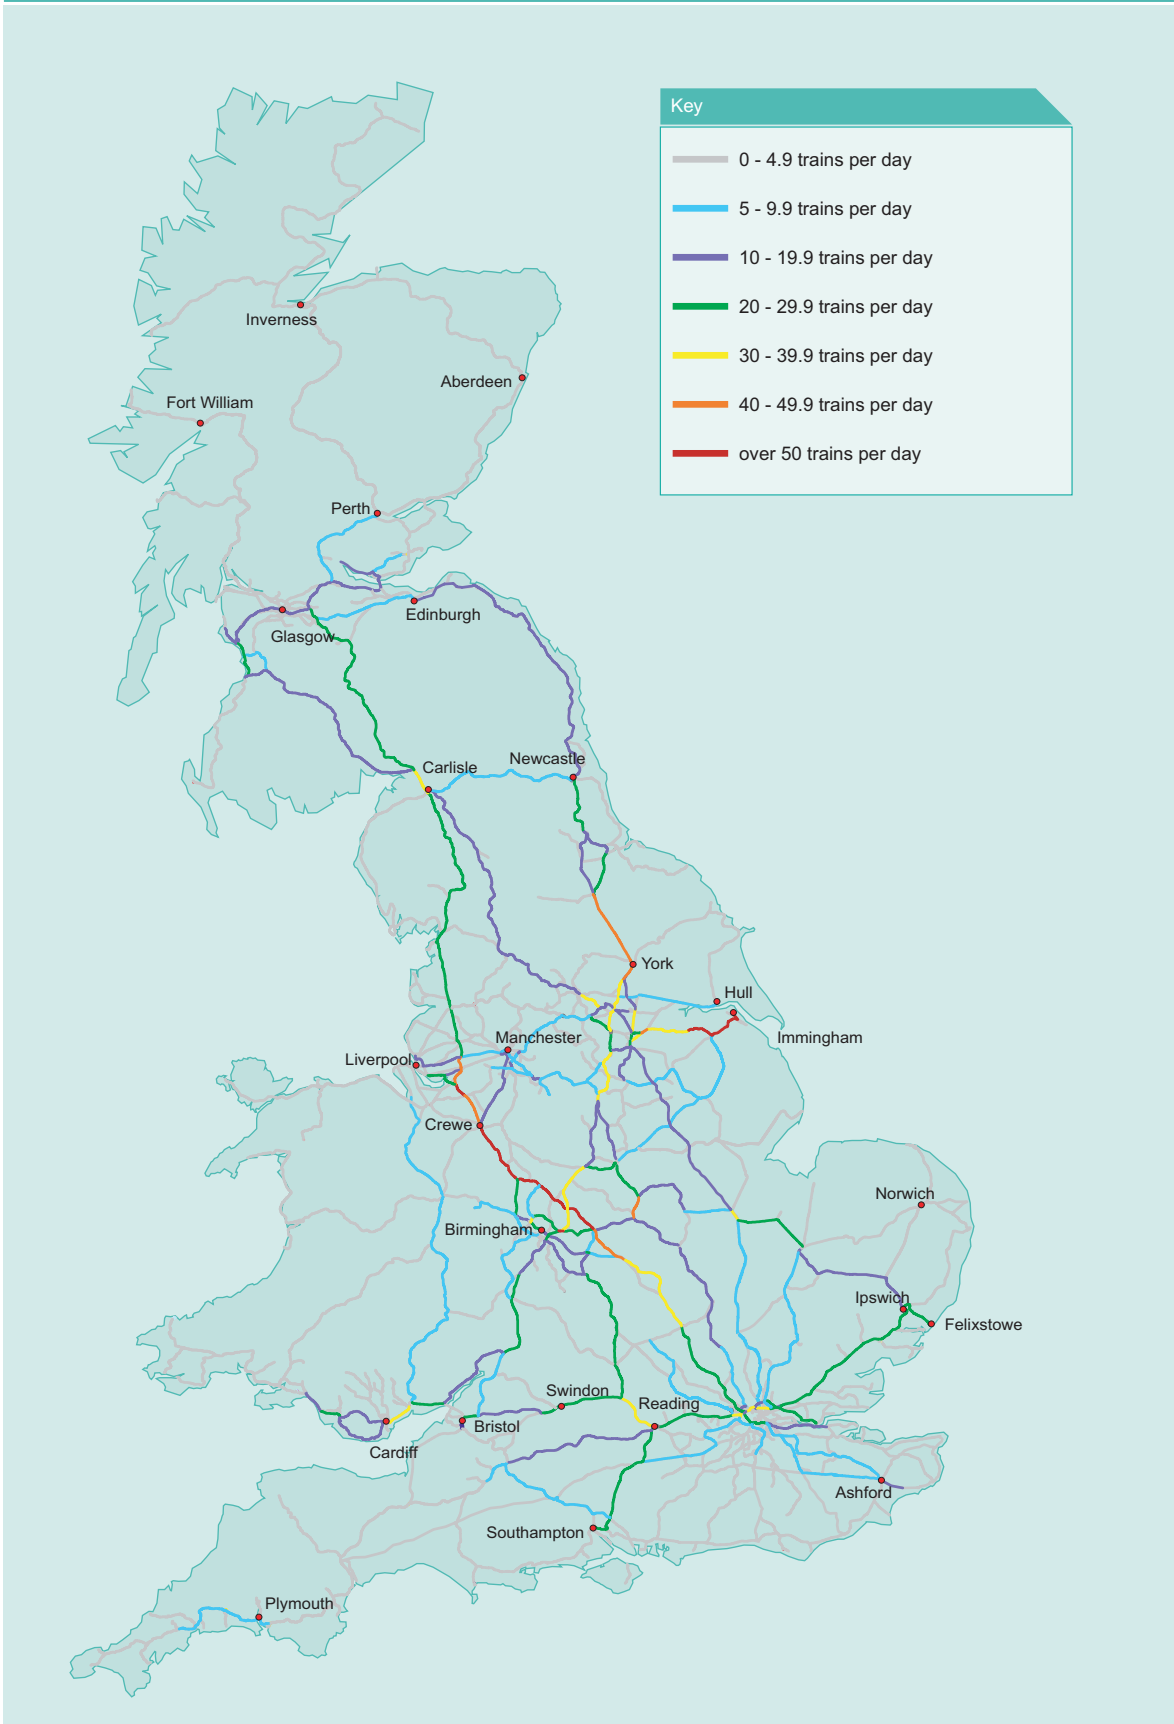 Key
0 - 4.9 trains per day
5 - 9.9 trains per day
10 - 19.9 trains per day
20 - 29.9 trains per day
30 - 39.9 trains per day
40 - 49.9 trains per day
over 50 trains per day
Inverness
Aberdeen
Fort William
Perth
Edinburgh
Glasgow
Newcastle
Carlisle
York
Hull
Immingham
Manchester
Liverpool
Crewe
Norwich
Birmingham
Ipswich
Felixstowe
Swindon
Reading
Bristol
Cardiff
Ashford
Southampton
Plymouth